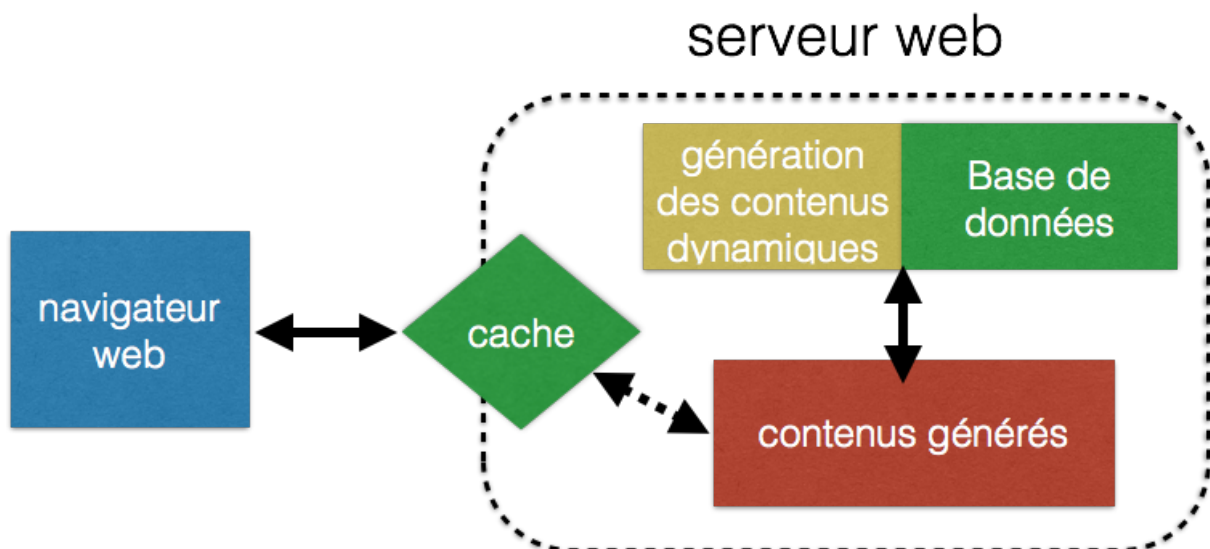 serveur web
génération
des contenus
dynamiques
Base de
données
navigateur
web
cache
contenus générés